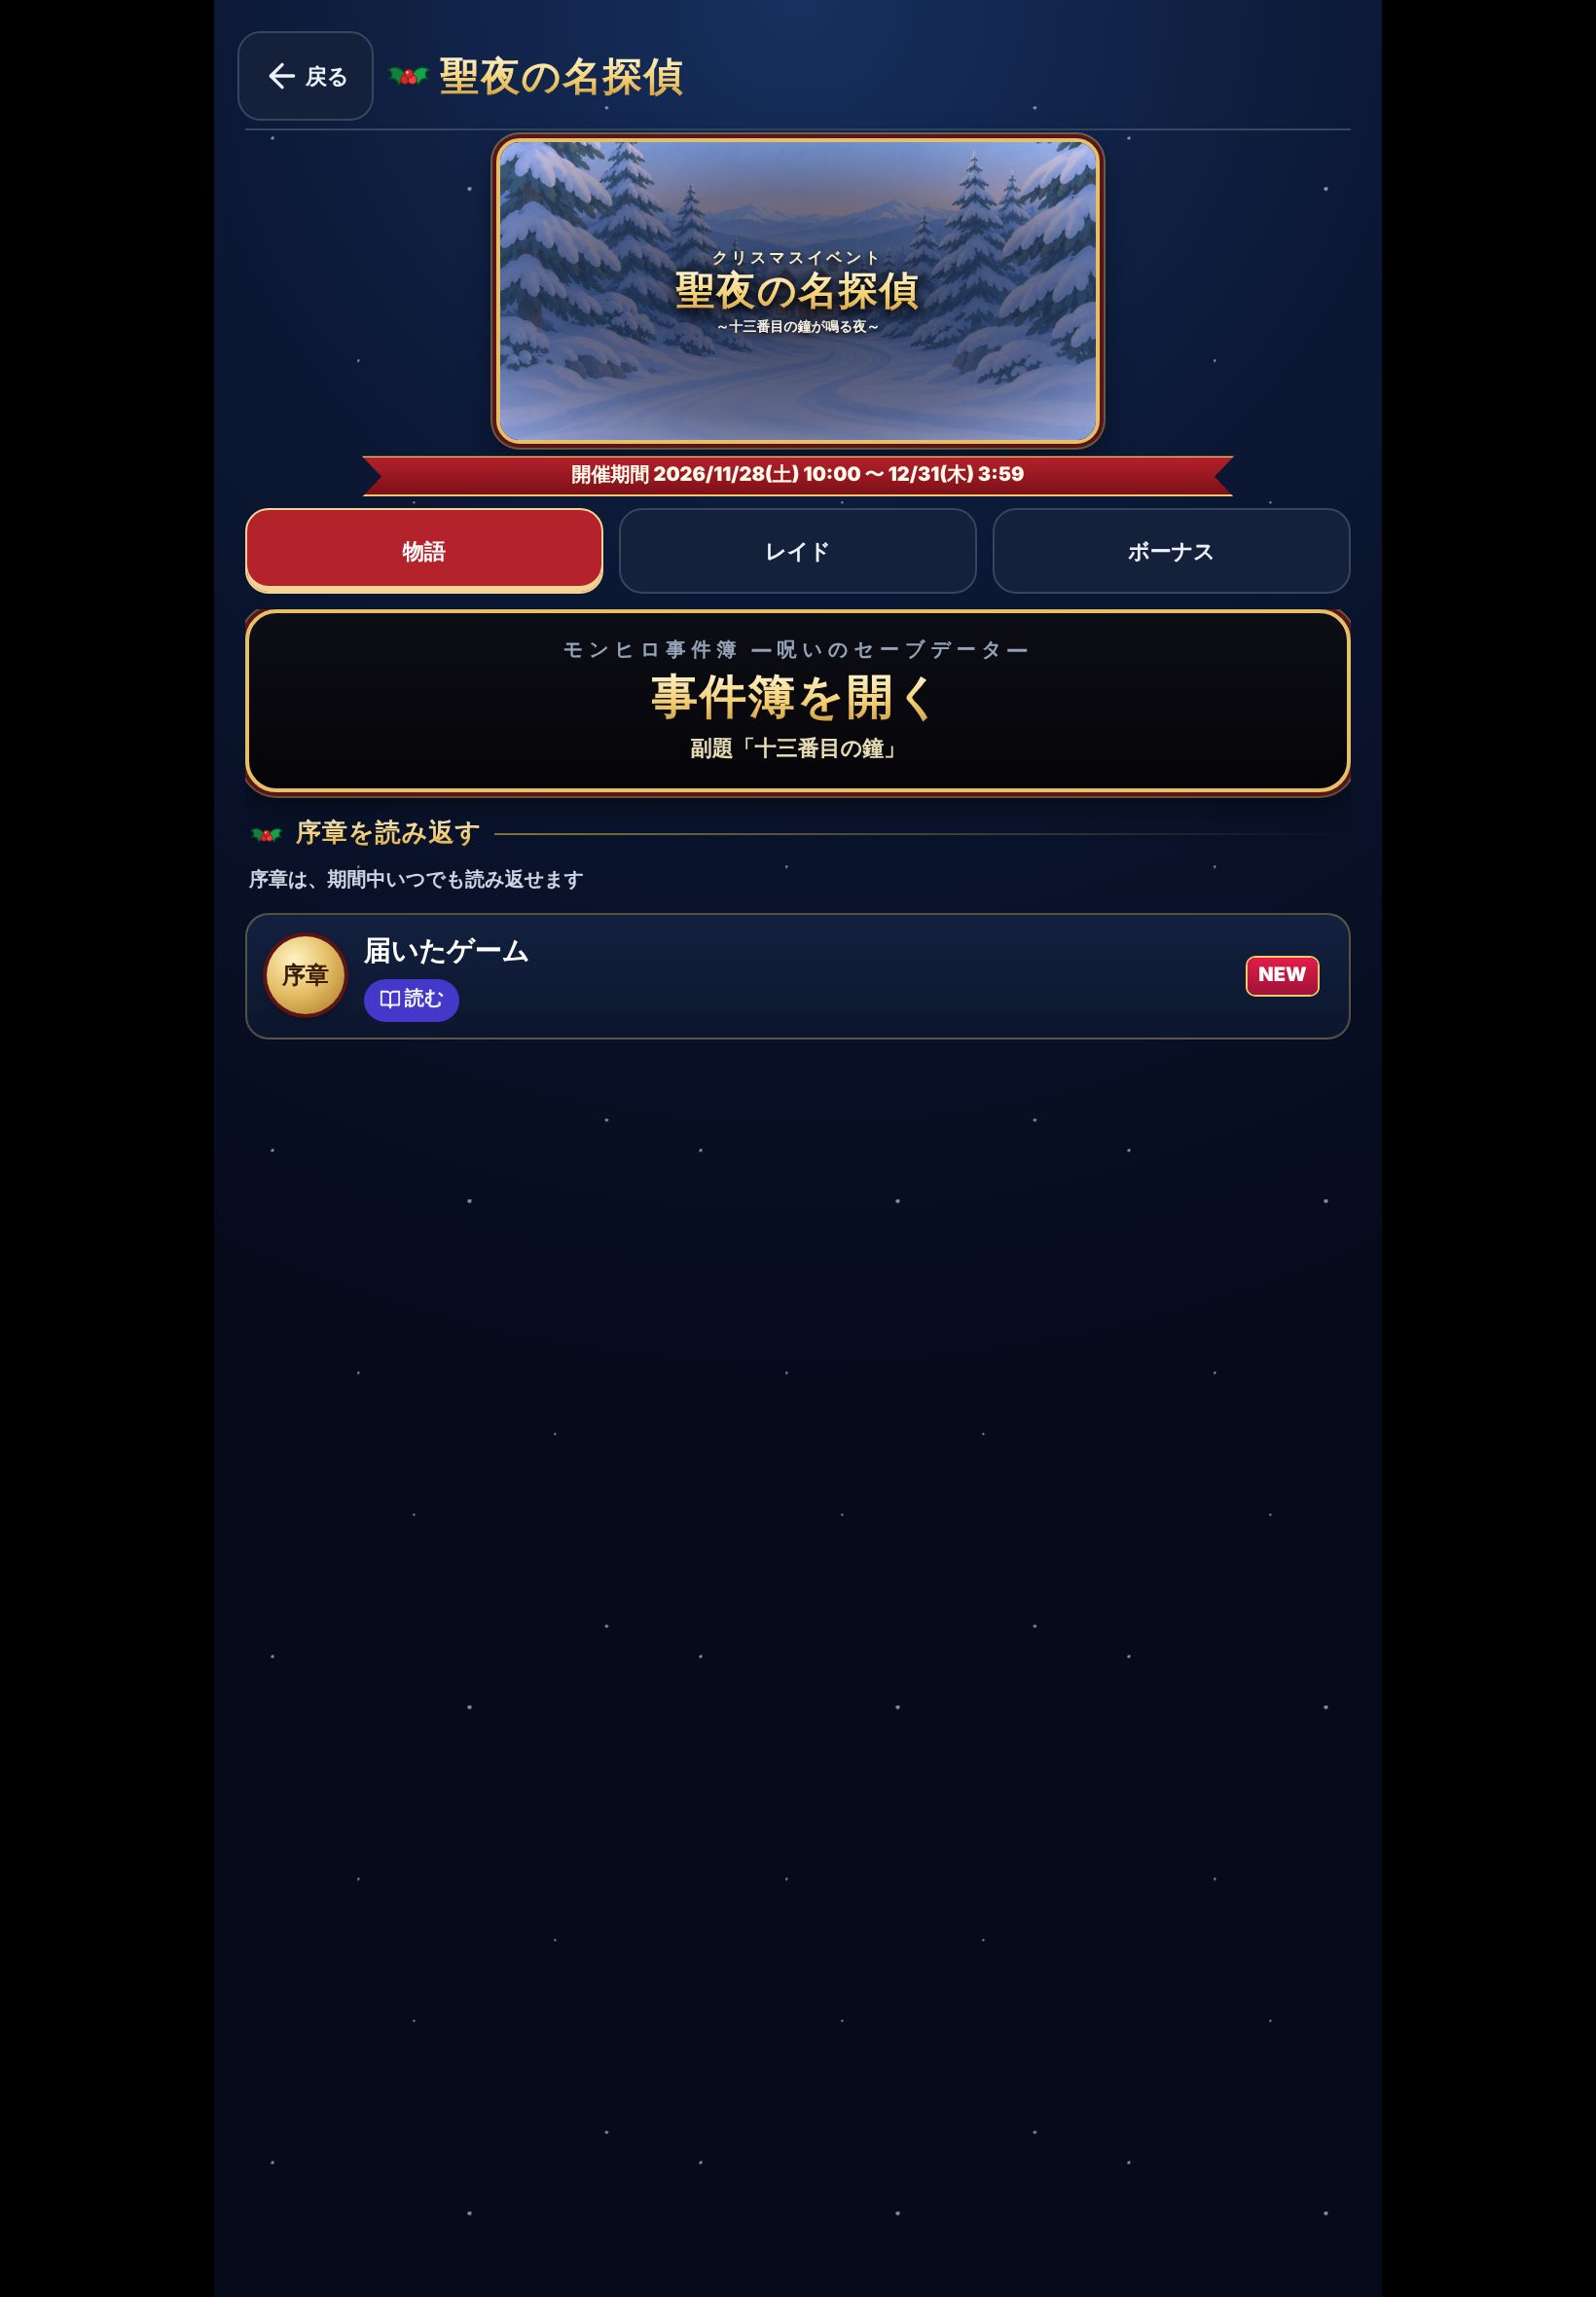 戻る
聖夜の名探偵
クリスマスイベント
聖夜の名探偵
～十三番目の鐘が鳴る夜～
開催期間 2026/11/28(土) 10:00 〜 12/31(木) 3:59
物語
レイド
ボーナス
モンヒロ事件簿 ―呪いのセーブデータ―
事件簿を開く
副題「十三番目の鐘」
序章を読み返す
序章は、期間中いつでも読み返せます
序章
届いたゲーム
読む
NEW